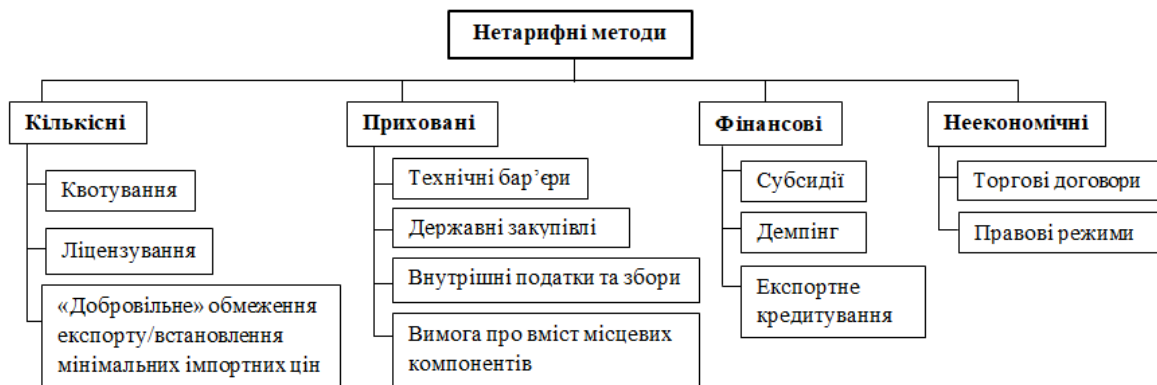 Нетарифні методи
Кількісні
Квотування
Ліцензування
«Добровільне» обмеження
експорту/встановлення
мінімальних імпортних цін
Приховані
Технічні бар’єри
Державні закупівлі
Внутрішні податки та збори
Вимога про вміст місцевих
компонентів
Фінансові
Субсидії
Демпінг
Експортне
кредитування
Неекономічні
Торгові договори
Правові режими